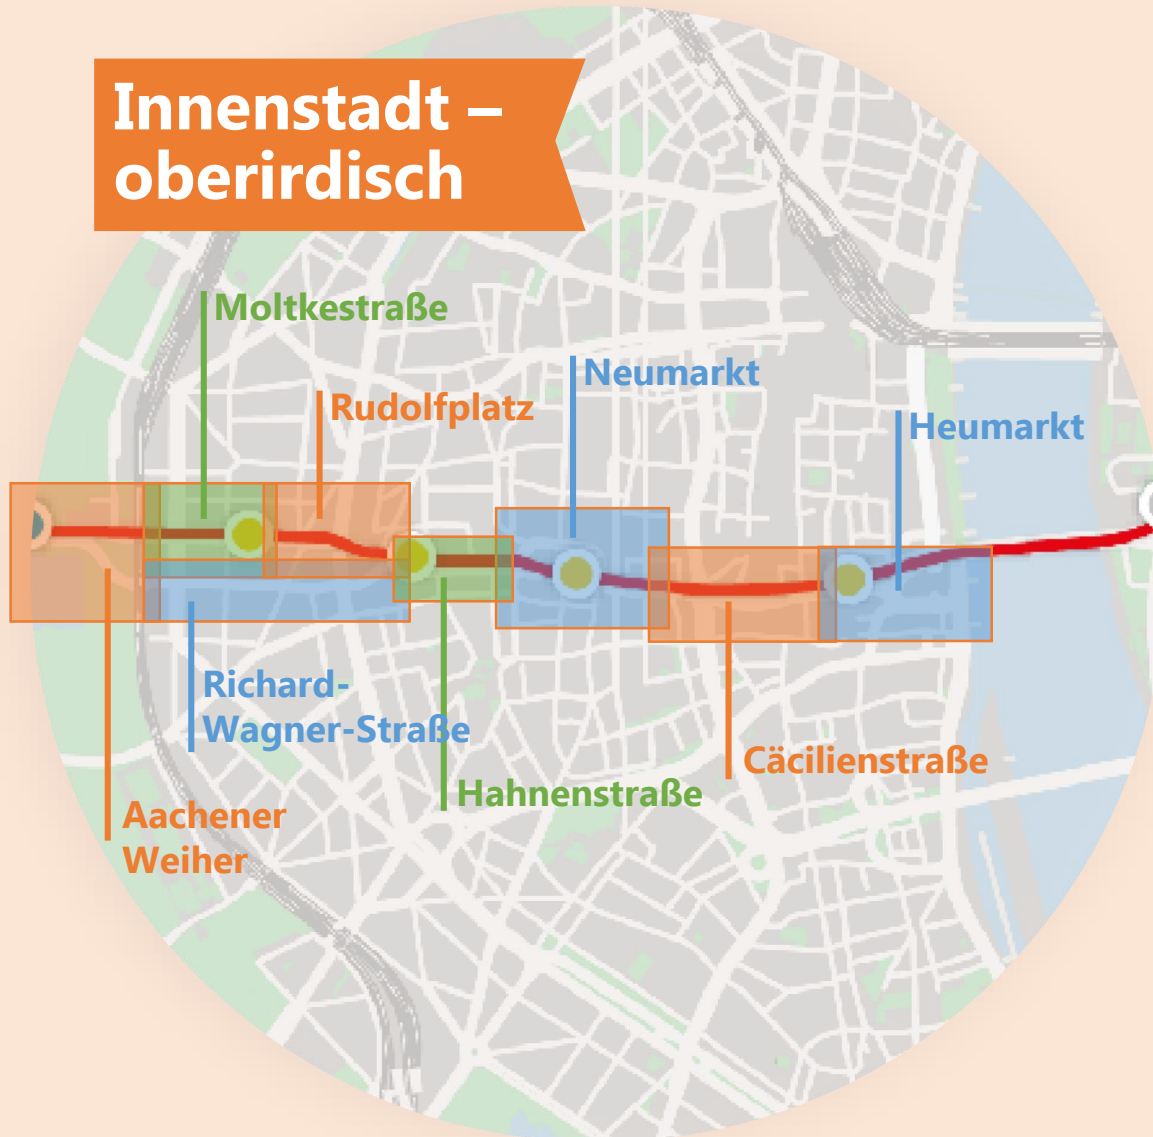 Innenstadt –
oberirdisch
Moltkestraße
Rudolfplatz
Neumarkt
Heumarkt
Richard-
Wagner-Straße
Cäcilienstraße
Hahnenstraße
Aachener
Weiher